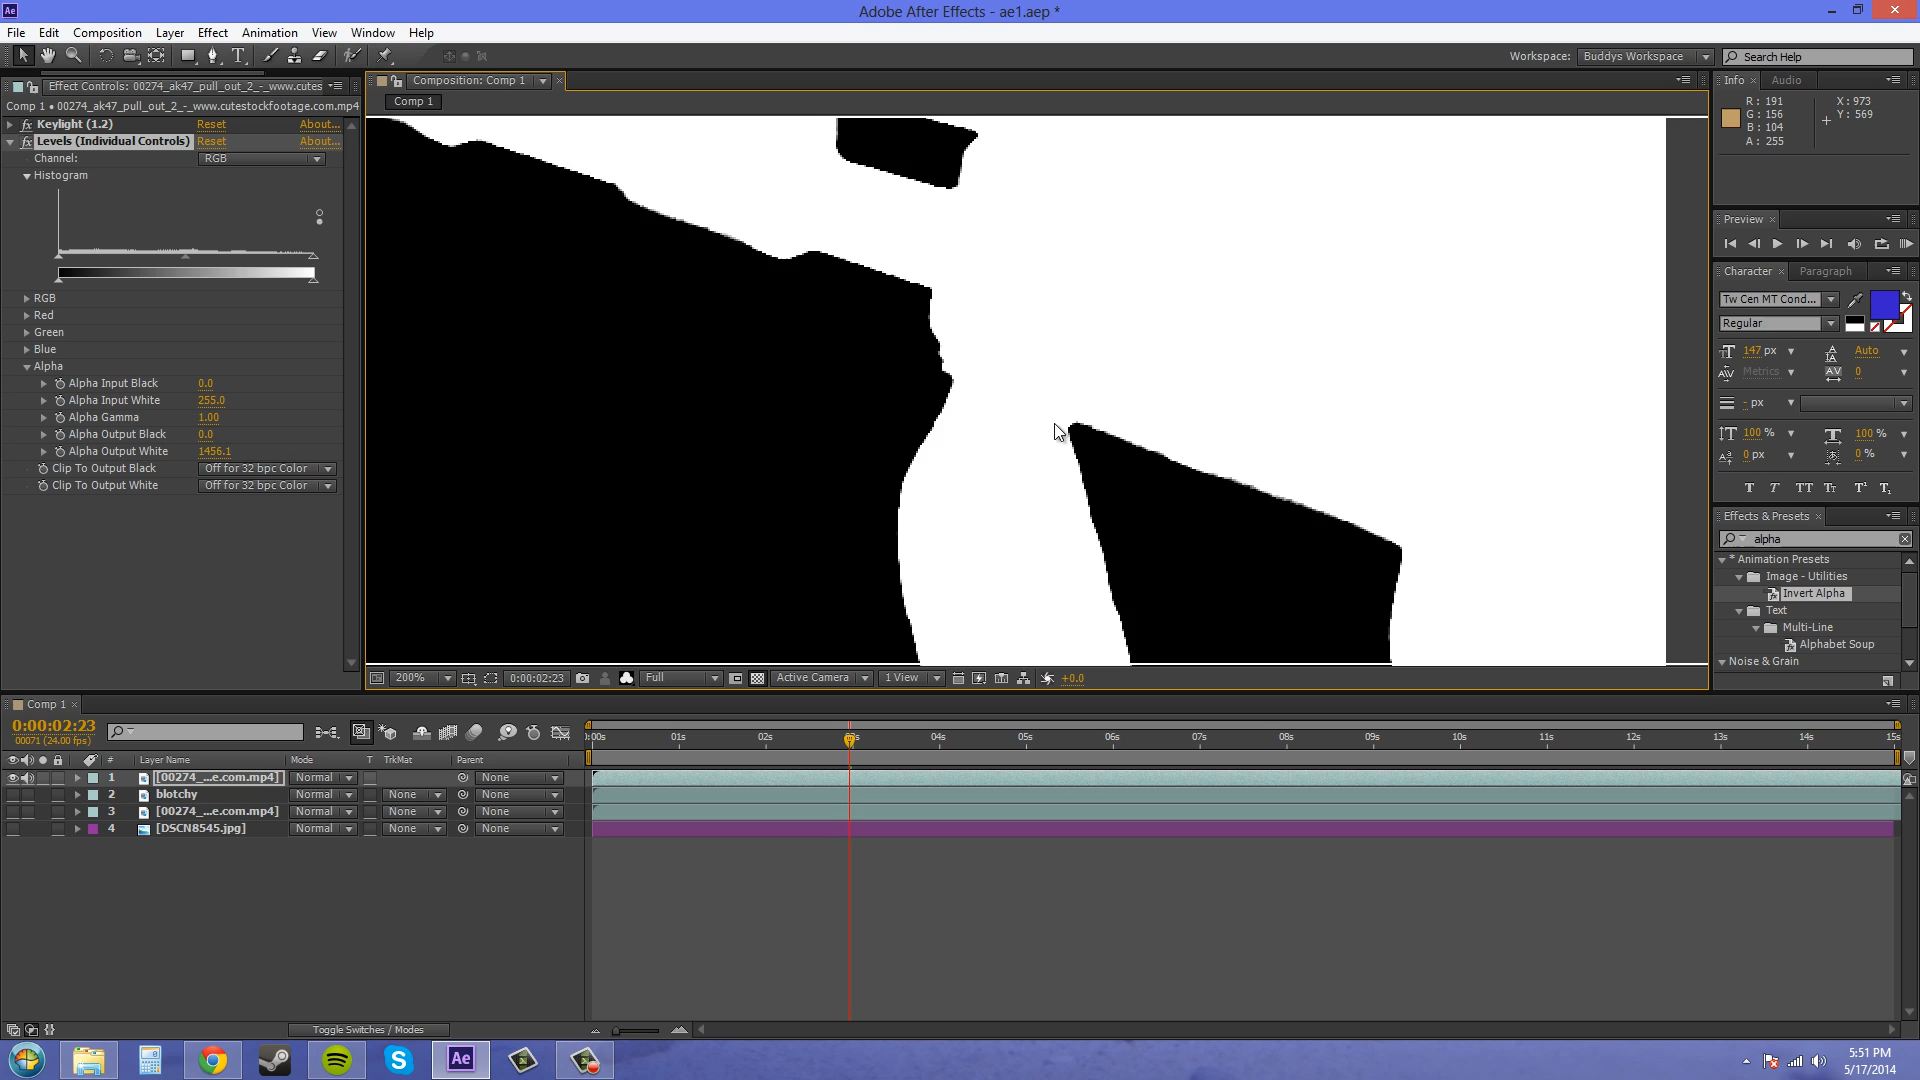 Ae
Adobe After Effects - ae1.aep *
File Edit Composition Layer Effect Animation View Window Help
Workspace: Buddys Workspace Search Help
Effect Controls: 00274_ak47_pull_out_2_-_www.cutes
Comp 1 • 00274_ak47_pull_out_2_-_www.cutestockfootage.com.mp4
fx Keylight (1.2) Reset About...
fx Levels (Individual Controls) Reset About...
Channel: RGB
Histogram
RGB
Red
Green
Blue
Alpha
Alpha Input Black 0.0
Alpha Input White 255.0
Alpha Gamma 1.00
Alpha Output Black 0.0
Alpha Output White 1456.1
Clip To Output Black Off for 32 bpc Color
Clip To Output White Off for 32 bpc Color
Composition: Comp 1
Comp 1
200% 0:00:02:23 Full Active Camera 1 View +0.0
Info Audio
R: 191 X: 973
G: 156 Y: 569
B: 104
A: 255
Preview
Character Paragraph
Tw Cen MT Cond...
Regular
147 px Auto
Metrics 0
- px
100 % 100 %
0 px 0 %
T T TT Tt T¹ T₁
Effects & Presets
alpha
* Animation Presets
Image - Utilities
Invert Alpha
Text
Multi-Line
Alphabet Soup
Noise & Grain
Comp 1
0:00:02:23
00071 (24.00 fps)
# Layer Name Mode T TrkMat Parent
1 [00274_...e.com.mp4] Normal None
2 blotchy Normal None None
3 [00274_...e.com.mp4] Normal None None
4 [DSCN8545.jpg] Normal None None
:00s 01s 02s 04s 05s 06s 07s 08s 09s 10s 11s 12s 13s 14s 15s
Toggle Switches / Modes
Ae
5:51 PM
5/17/2014